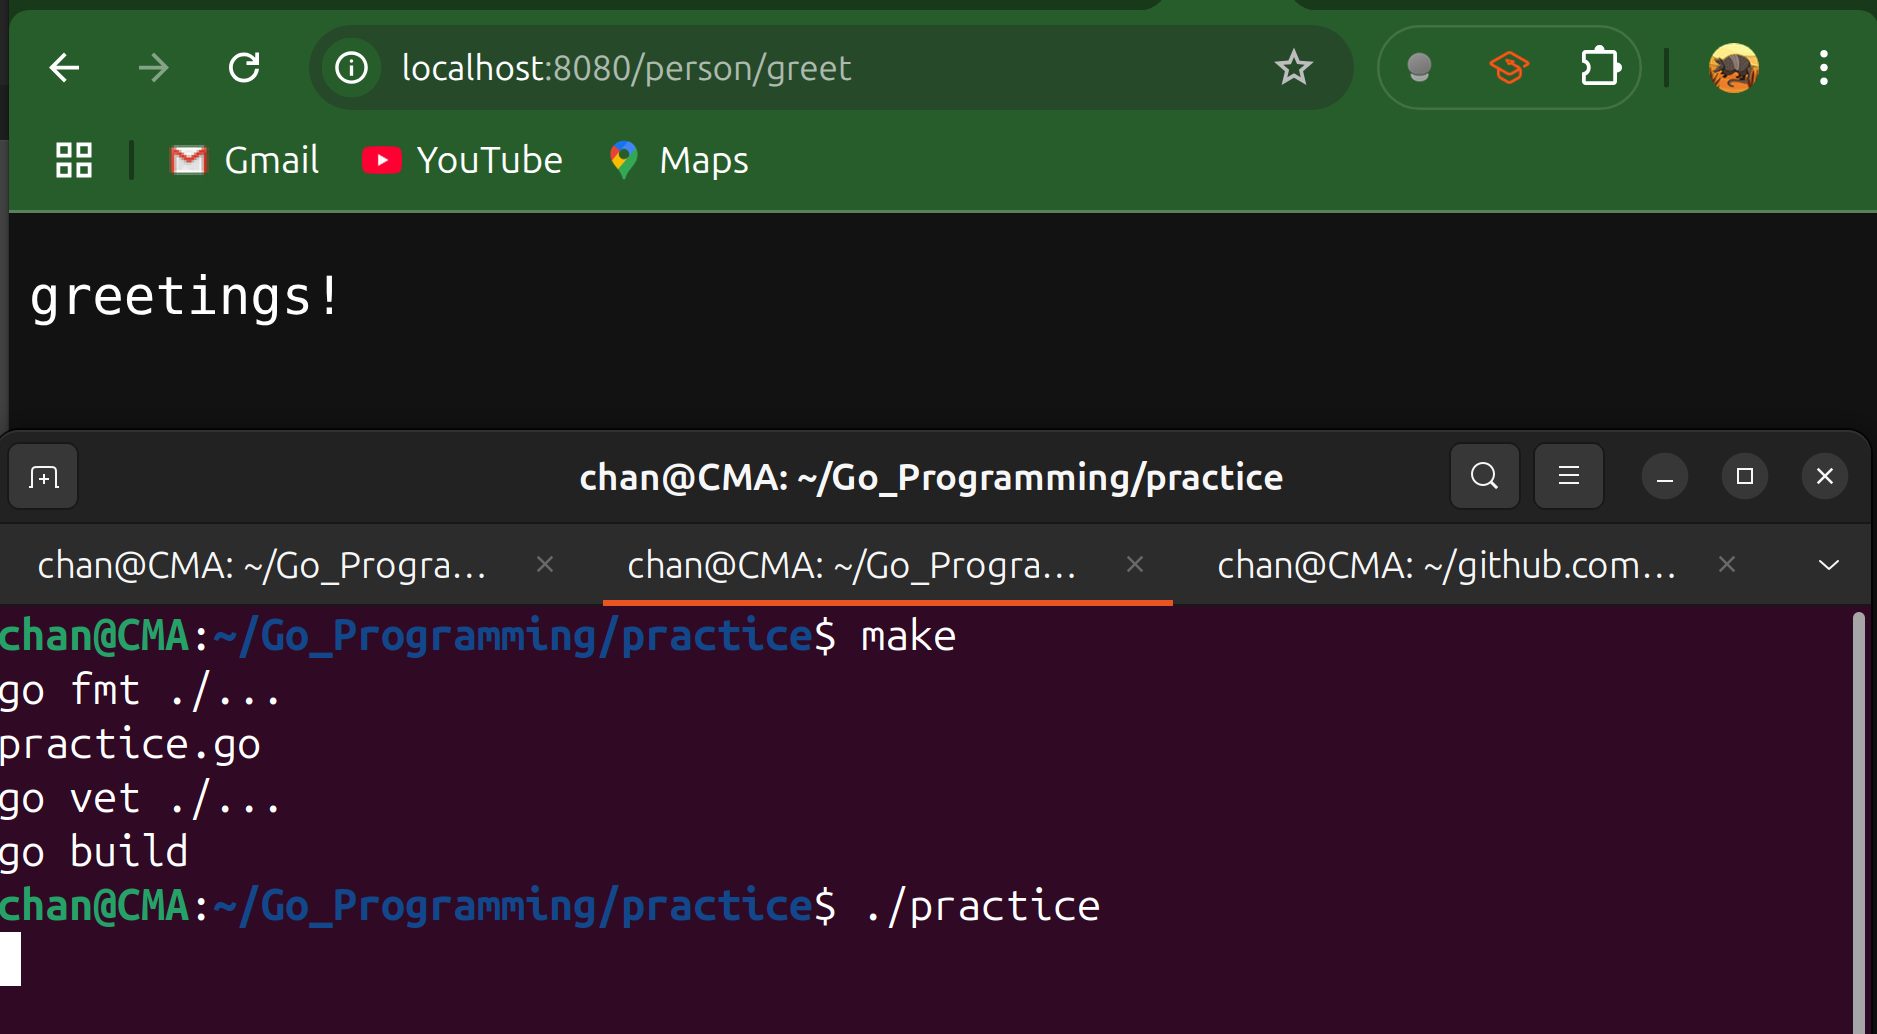 localhost:8080/person/greet
Gmail YouTube Maps
greetings!
chan@CMA: ~/Go_Programming/practice
chan@CMA: ~/Go_Progra... chan@CMA: ~/Go_Progra... chan@CMA: ~/github.com...
chan@CMA:~/Go_Programming/practice$ make
go fmt ./...
practice.go
go vet ./...
go build
chan@CMA:~/Go_Programming/practice$ ./practice